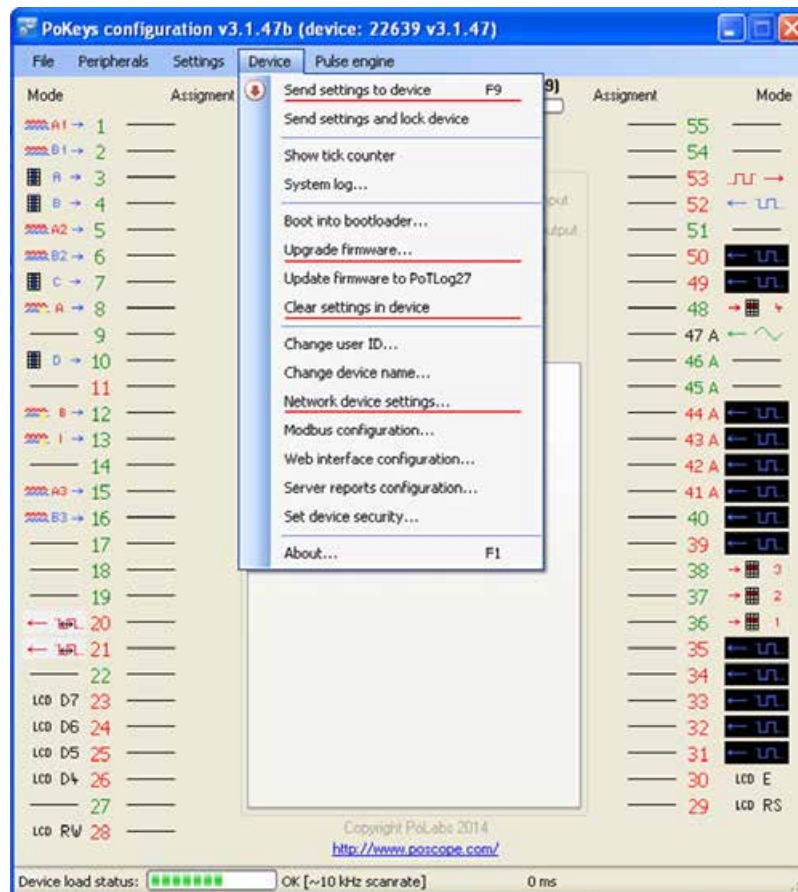 PoKeys configuration v3.1.47b (device: 22639 v3.1.47)
File Peripherals Settings Device Pulse engine
Mode Assigment 9) Assigment Mode
Send settings to device F9
Send settings and lock device
Show tick counter
System log...
Boot into bootloader...
Upgrade firmware...
Update firmware to PoTLog27
Clear settings in device
Change user ID...
Change device name...
Network device settings...
Modbus configuration...
Web interface configuration...
Server reports configuration...
Set device security...
About... F1
A1 1
B1 2
A 3
B 4
A2 5
B2 6
C 7
A 8
9
D 10
11
B 12
I 13
14
A3 15
B3 16
17
18
19
20
21
22
LCD D7 23
LCD D6 24
LCD D5 25
LCD D4 26
27
LCD RW 28
put
utput
55
54
53
52
51
50
49
48 4
47 A
46 A
45 A
44 A
43 A
42 A
41 A
40
39
38 3
37 2
36 1
35
34
33
32
31
30 LCD E
29 LCD RS
Copyright PoLabs 2014
http://www.poscope.com/
Device load status: OK [~10 kHz scanrate] 0 ms